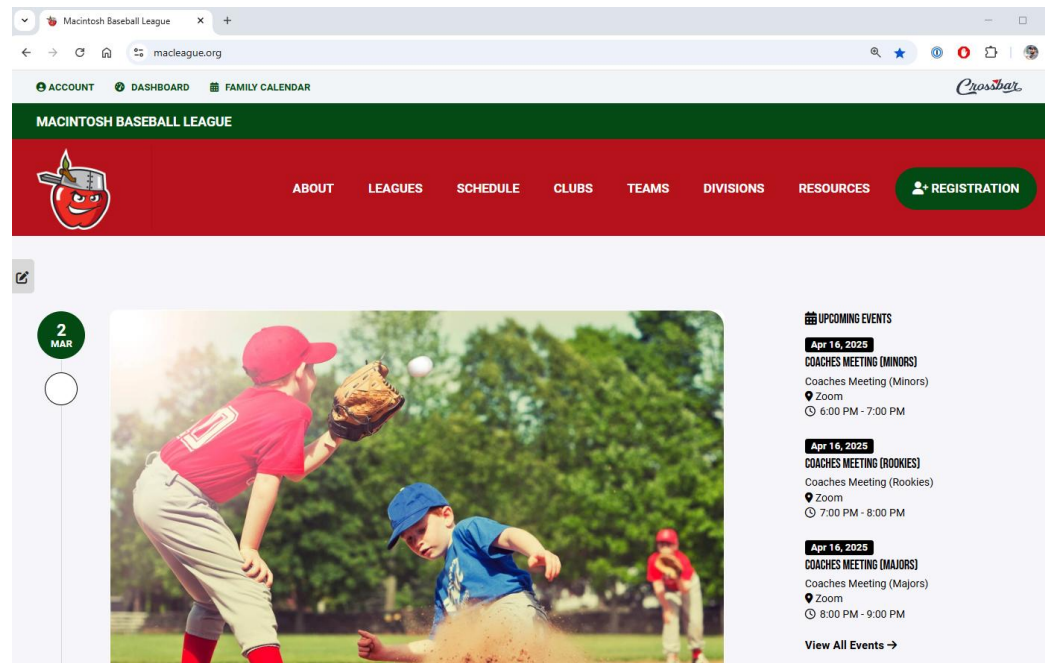 Macintosh Baseball League
macleague.org
ACCOUNT DASHBOARD FAMILY CALENDAR
Crossbar
MACINTOSH BASEBALL LEAGUE
ABOUT LEAGUES SCHEDULE CLUBS TEAMS DIVISIONS RESOURCES REGISTRATION
2
MAR
UPCOMING EVENTS
Apr 16, 2025
COACHES MEETING (MINORS)
Coaches Meeting (Minors)
Zoom
6:00 PM - 7:00 PM
Apr 16, 2025
COACHES MEETING (ROOKIES)
Coaches Meeting (Rookies)
Zoom
7:00 PM - 8:00 PM
Apr 16, 2025
COACHES MEETING (MAJORS)
Coaches Meeting (Majors)
Zoom
8:00 PM - 9:00 PM
View All Events →